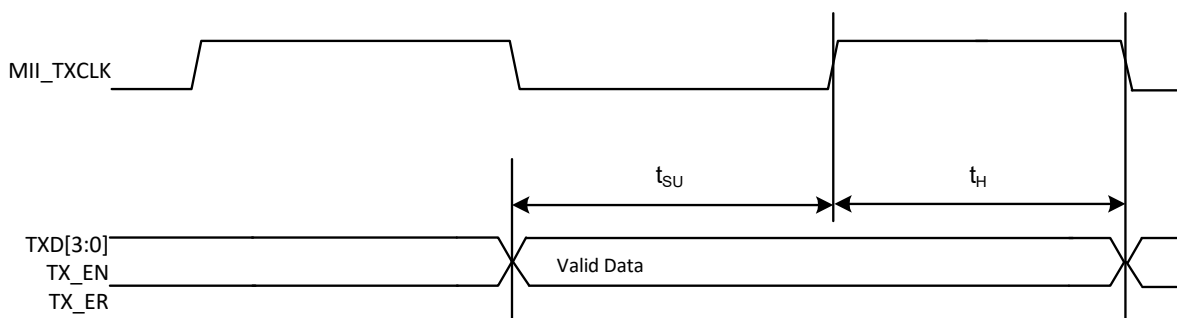 MII_TXCLK
tSU
tH
TXD[3:0]
TX_EN
TX_ER
Valid Data